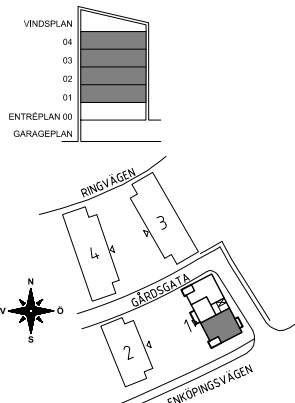 VINDSPLAN
04
03
02
01
ENTRÉPLAN 00
GARAGEPLAN
RINGVÄGEN
3
4
GÅRDSGATA
N
V Ö
S
1
2
ENKÖPINGSVÄGEN